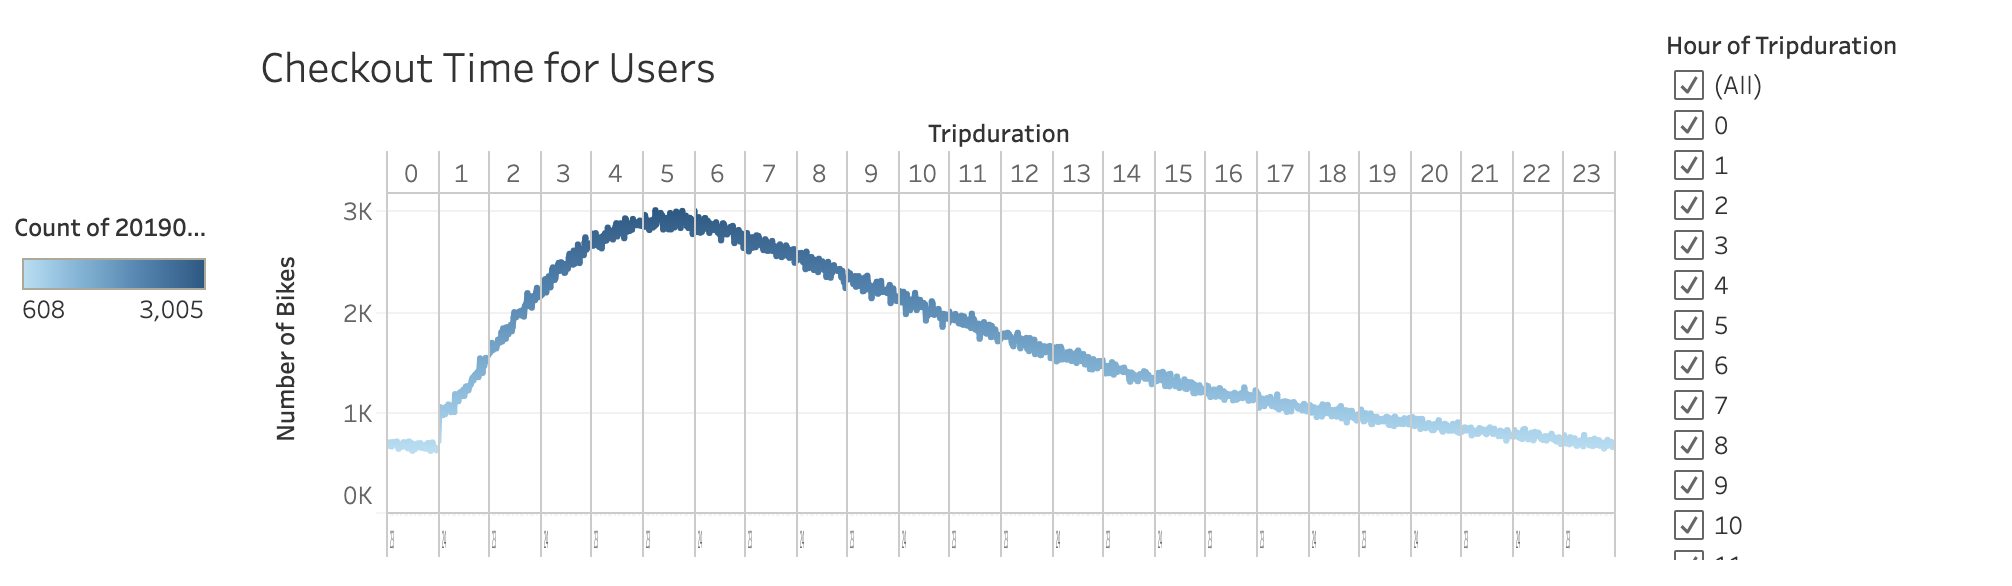 Checkout Time for Users
Tripduration
0 1 2 3 4 5 6 7 8 9 10 11 12 13 14 15 16 17 18 19 20 21 22 23
Number of Bikes
3K
2K
1K
0K
Count of 20190...
608 3,005
Hour of Tripduration
(All)
0
1
2
3
4
5
6
7
8
9
10